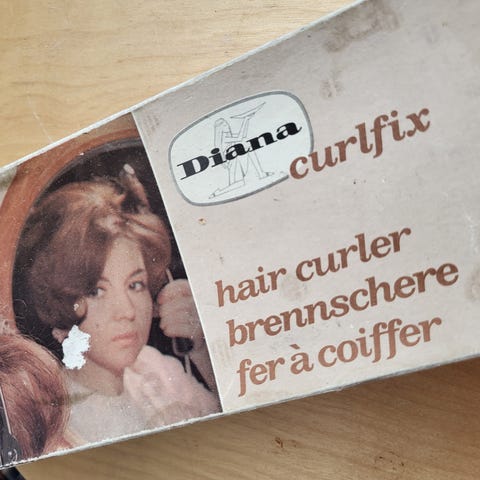 Diana
curlfix
hair curler
brennschere
fer à coiffer